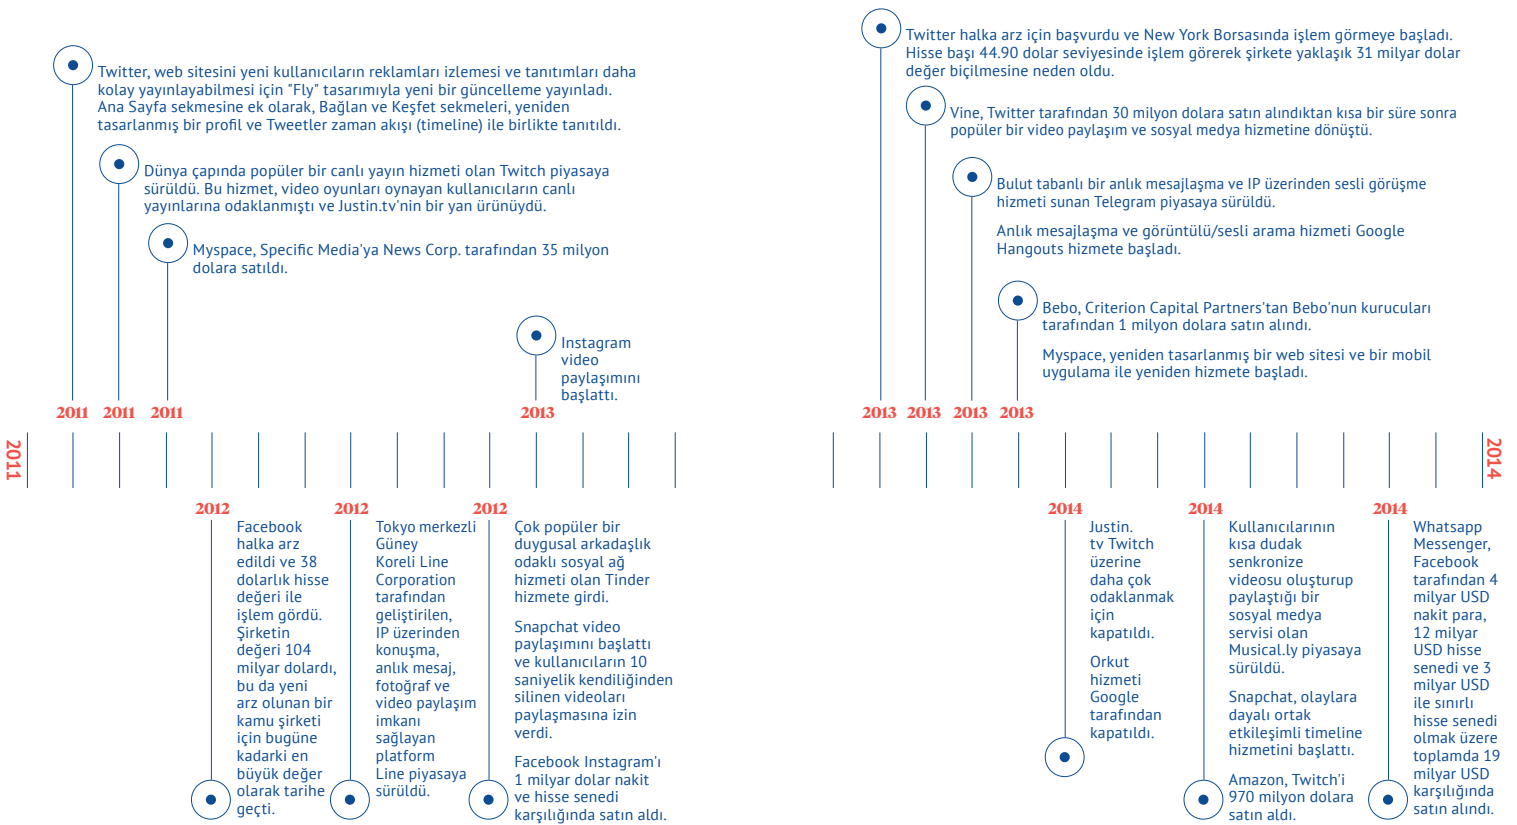 Twitter, web sitesini yeni kullanıcıların reklamları izlemesi ve tanıtımları daha
kolay yayınlayabilmesi için "Fly" tasarımıyla yeni bir güncelleme yayınladı.
Ana Sayfa sekmesine ek olarak, Bağlan ve Keşfet sekmeleri, yeniden
tasarlanmış bir profil ve Tweetler zaman akışı (timeline) ile birlikte tanıtıldı.
Dünya çapında popüler bir canlı yayın hizmeti olan Twitch piyasaya
sürüldü. Bu hizmet, video oyunları oynayan kullanıcıların canlı
yayınlarına odaklanmıştı ve Justin.tv'nin bir yan ürünüydü.
Myspace, Specific Media'ya News Corp. tarafından 35 milyon
dolara satıldı.
Instagram
video
paylaşımını
başlattı.
2011
2011
2011
2013
Twitter halka arz için başvurdu ve New York Borsasında işlem görmeye başladı.
Hisse başı 44.90 dolar seviyesinde işlem görerek şirkete yaklaşık 31 milyar dolar
değer biçilmesine neden oldu.
Vine, Twitter tarafından 30 milyon dolara satın alındıktan kısa bir süre sonra
popüler bir video paylaşım ve sosyal medya hizmetine dönüştü.
Bulut tabanlı bir anlık mesajlaşma ve IP üzerinden sesli görüşme
hizmeti sunan Telegram piyasaya sürüldü.
Anlık mesajlaşma ve görüntülü/sesli arama hizmeti Google
Hangouts hizmete başladı.
Bebo, Criterion Capital Partners'tan Bebo'nun kurucuları
tarafından 1 milyon dolara satın alındı.
Myspace, yeniden tasarlanmış bir web sitesi ve bir mobil
uygulama ile yeniden hizmete başladı.
2013
2013
2013
2013
2011
2014
2012
Facebook
halka arz
edildi ve 38
dolarlık hisse
değeri ile
işlem gördü.
Şirketin
değeri 104
milyar dolardı,
bu da yeni
arz olunan bir
kamu şirketi
için bugüne
kadarki en
büyük değer
olarak tarihe
geçti.
2012
Tokyo merkezli
Güney
Koreli Line
Corporation
tarafından
geliştirilen,
IP üzerinden
konuşma,
anlık mesaj,
fotoğraf ve
video paylaşım
imkanı
sağlayan
platform
Line piyasaya
sürüldü.
2012
Çok popüler bir
duygusal arkadaşlık
odaklı sosyal ağ
hizmeti olan Tinder
hizmete girdi.
Snapchat video
paylaşımını başlattı
ve kullanıcıların 10
saniyelik kendiliğinden
silinen videoları
paylaşmasına izin
verdi.
Facebook Instagram'ı
1 milyar dolar nakit
ve hisse senedi
karşılığında satın aldı.
2014
Justin.
tv Twitch
üzerine
daha çok
odaklanmak
için
kapatıldı.
Orkut
hizmeti
Google
tarafından
kapatıldı.
2014
Kullanıcılarının
kısa dudak
senkronize
videosu oluşturup
paylaştığı bir
sosyal medya
servisi olan
Musical.ly piyasaya
sürüldü.
Snapchat, olaylara
dayalı ortak
etkileşimli timeline
hizmetini başlattı.
Amazon, Twitch'i
970 milyon dolara
satın aldı.
2014
Whatsapp
Messenger,
Facebook
tarafından 4
milyar USD
nakit para,
12 milyar
USD hisse
senedi ve 3
milyar USD
ile sınırlı
hisse senedi
olmak üzere
toplamda 19
milyar USD
karşılığında
satın alındı.